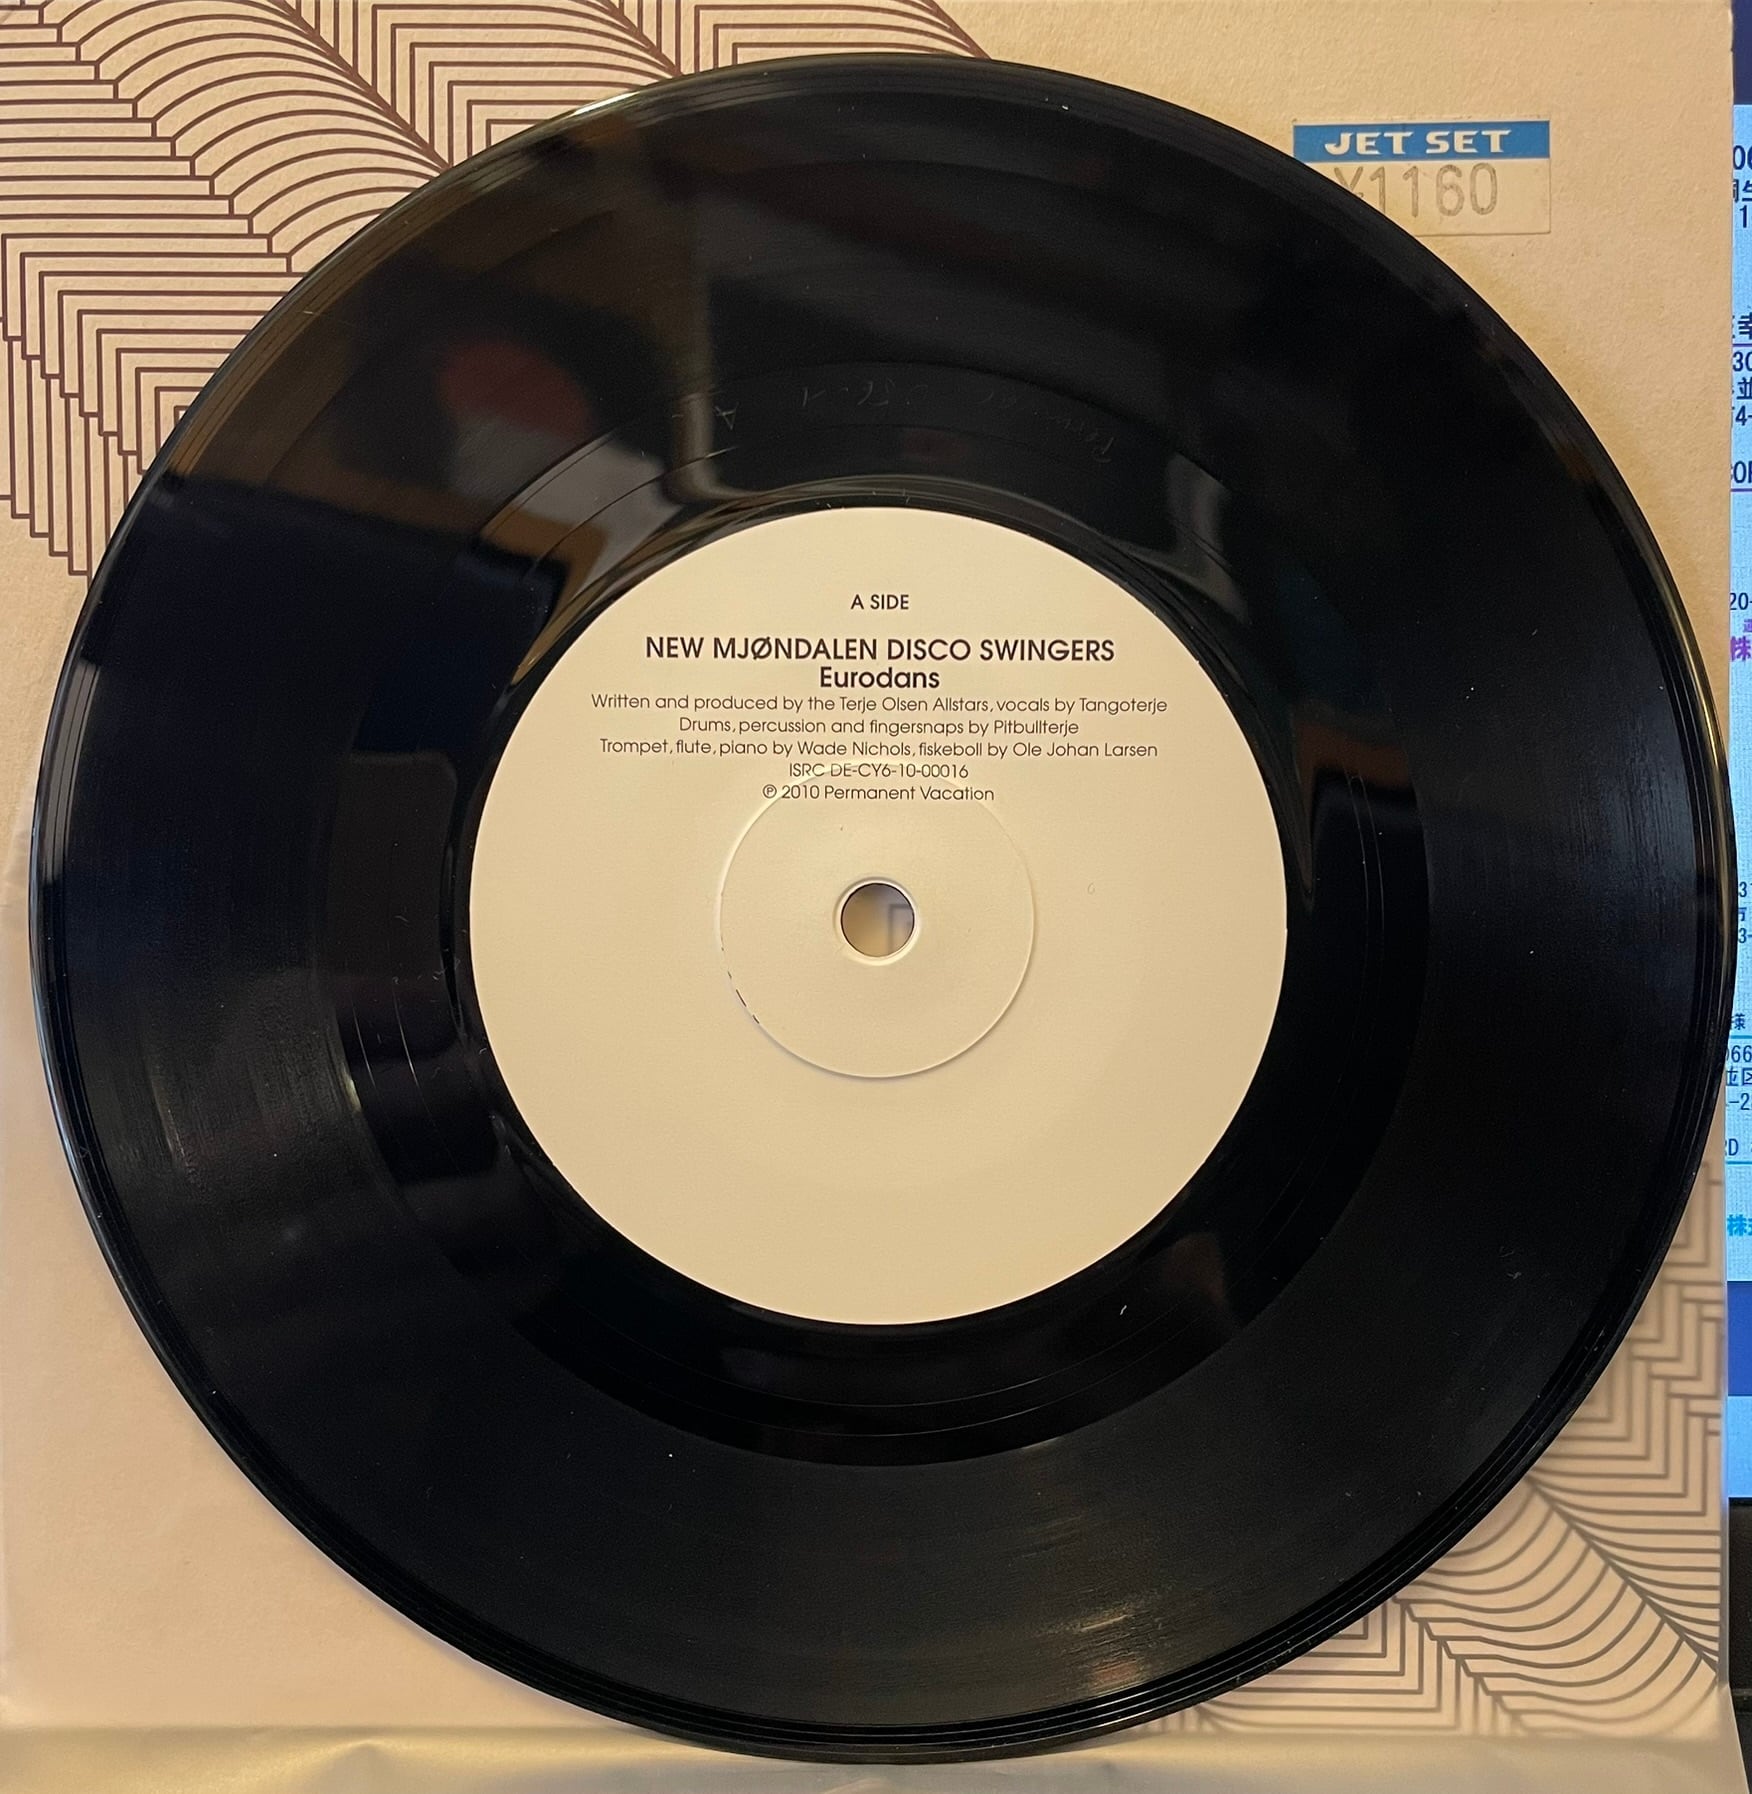 JET SET
¥1160
A SIDE
NEW MJØNDALEN DISCO SWINGERS
Eurodans
Written and produced by the Terje Olsen Allstars, vocals by Tangoterje
Drums, percussion and fingersnaps by Pitbullterje
Trompet, flute, piano by Wade Nichols, fiskeboll by Ole Johan Larsen
ISRC DE-CY6-10-00016
℗ 2010 Permanent Vacation